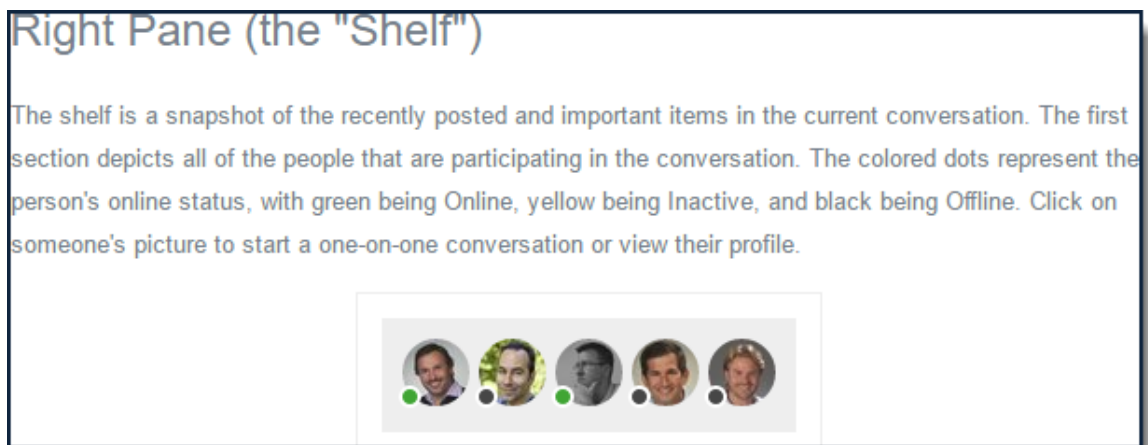 Right Pane (the "Shelf")
The shelf is a snapshot of the recently posted and important items in the current conversation. The first
section depicts all of the people that are participating in the conversation. The colored dots represent the
person's online status, with green being Online, yellow being Inactive, and black being Offline. Click on
someone's picture to start a one-on-one conversation or view their profile.